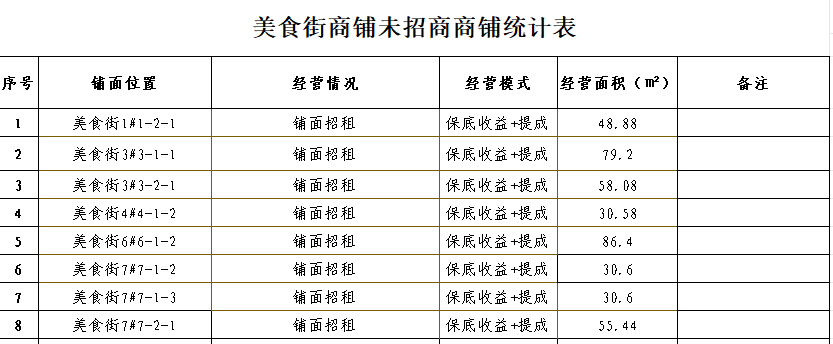 美食街商铺未招商商铺统计表
序号 铺面位置 经营情况 经营模式 经营面积（m²） 备注
1 美食街1#1-2-1 铺面招租 保底收益+提成 48.88
2 美食街3#3-1-1 铺面招租 保底收益+提成 79.2
3 美食街3#3-2-1 铺面招租 保底收益+提成 58.08
4 美食街4#4-1-2 铺面招租 保底收益+提成 30.58
5 美食街6#6-1-2 铺面招租 保底收益+提成 86.4
6 美食街7#7-1-2 铺面招租 保底收益+提成 30.6
7 美食街7#7-1-3 铺面招租 保底收益+提成 30.6
8 美食街7#7-2-1 铺面招租 保底收益+提成 55.44